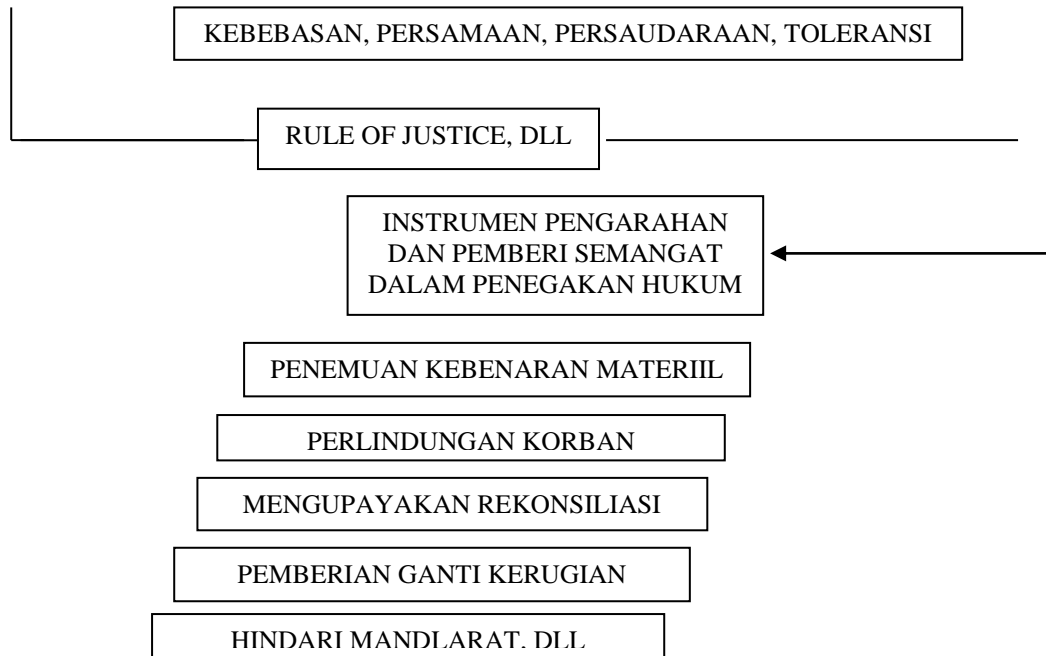 KEBEBASAN, PERSAMAAN, PERSAUDARAAN, TOLERANSI
RULE OF JUSTICE, DLL
INSTRUMEN PENGARAHAN
DAN PEMBERI SEMANGAT
DALAM PENEGAKAN HUKUM
PENEMUAN KEBENARAN MATERIIL
PERLINDUNGAN KORBAN
MENGUPAYAKAN REKONSILIASI
PEMBERIAN GANTI KERUGIAN
HINDARI MANDLARAT, DLL